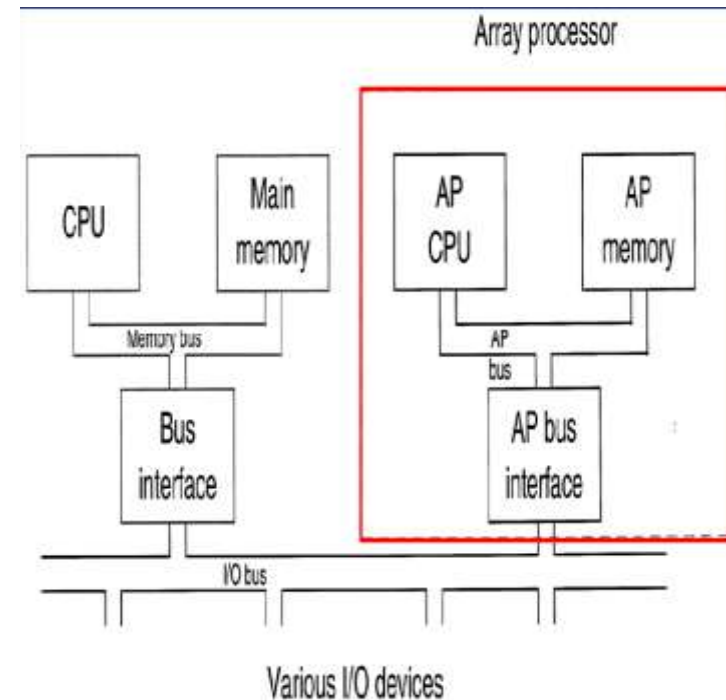 Array processor
CPU
Main
memory
AP
CPU
AP
memory
Memory bus
AP
bus
Bus
interface
AP bus
interface
I/O bus
Various I/O devices